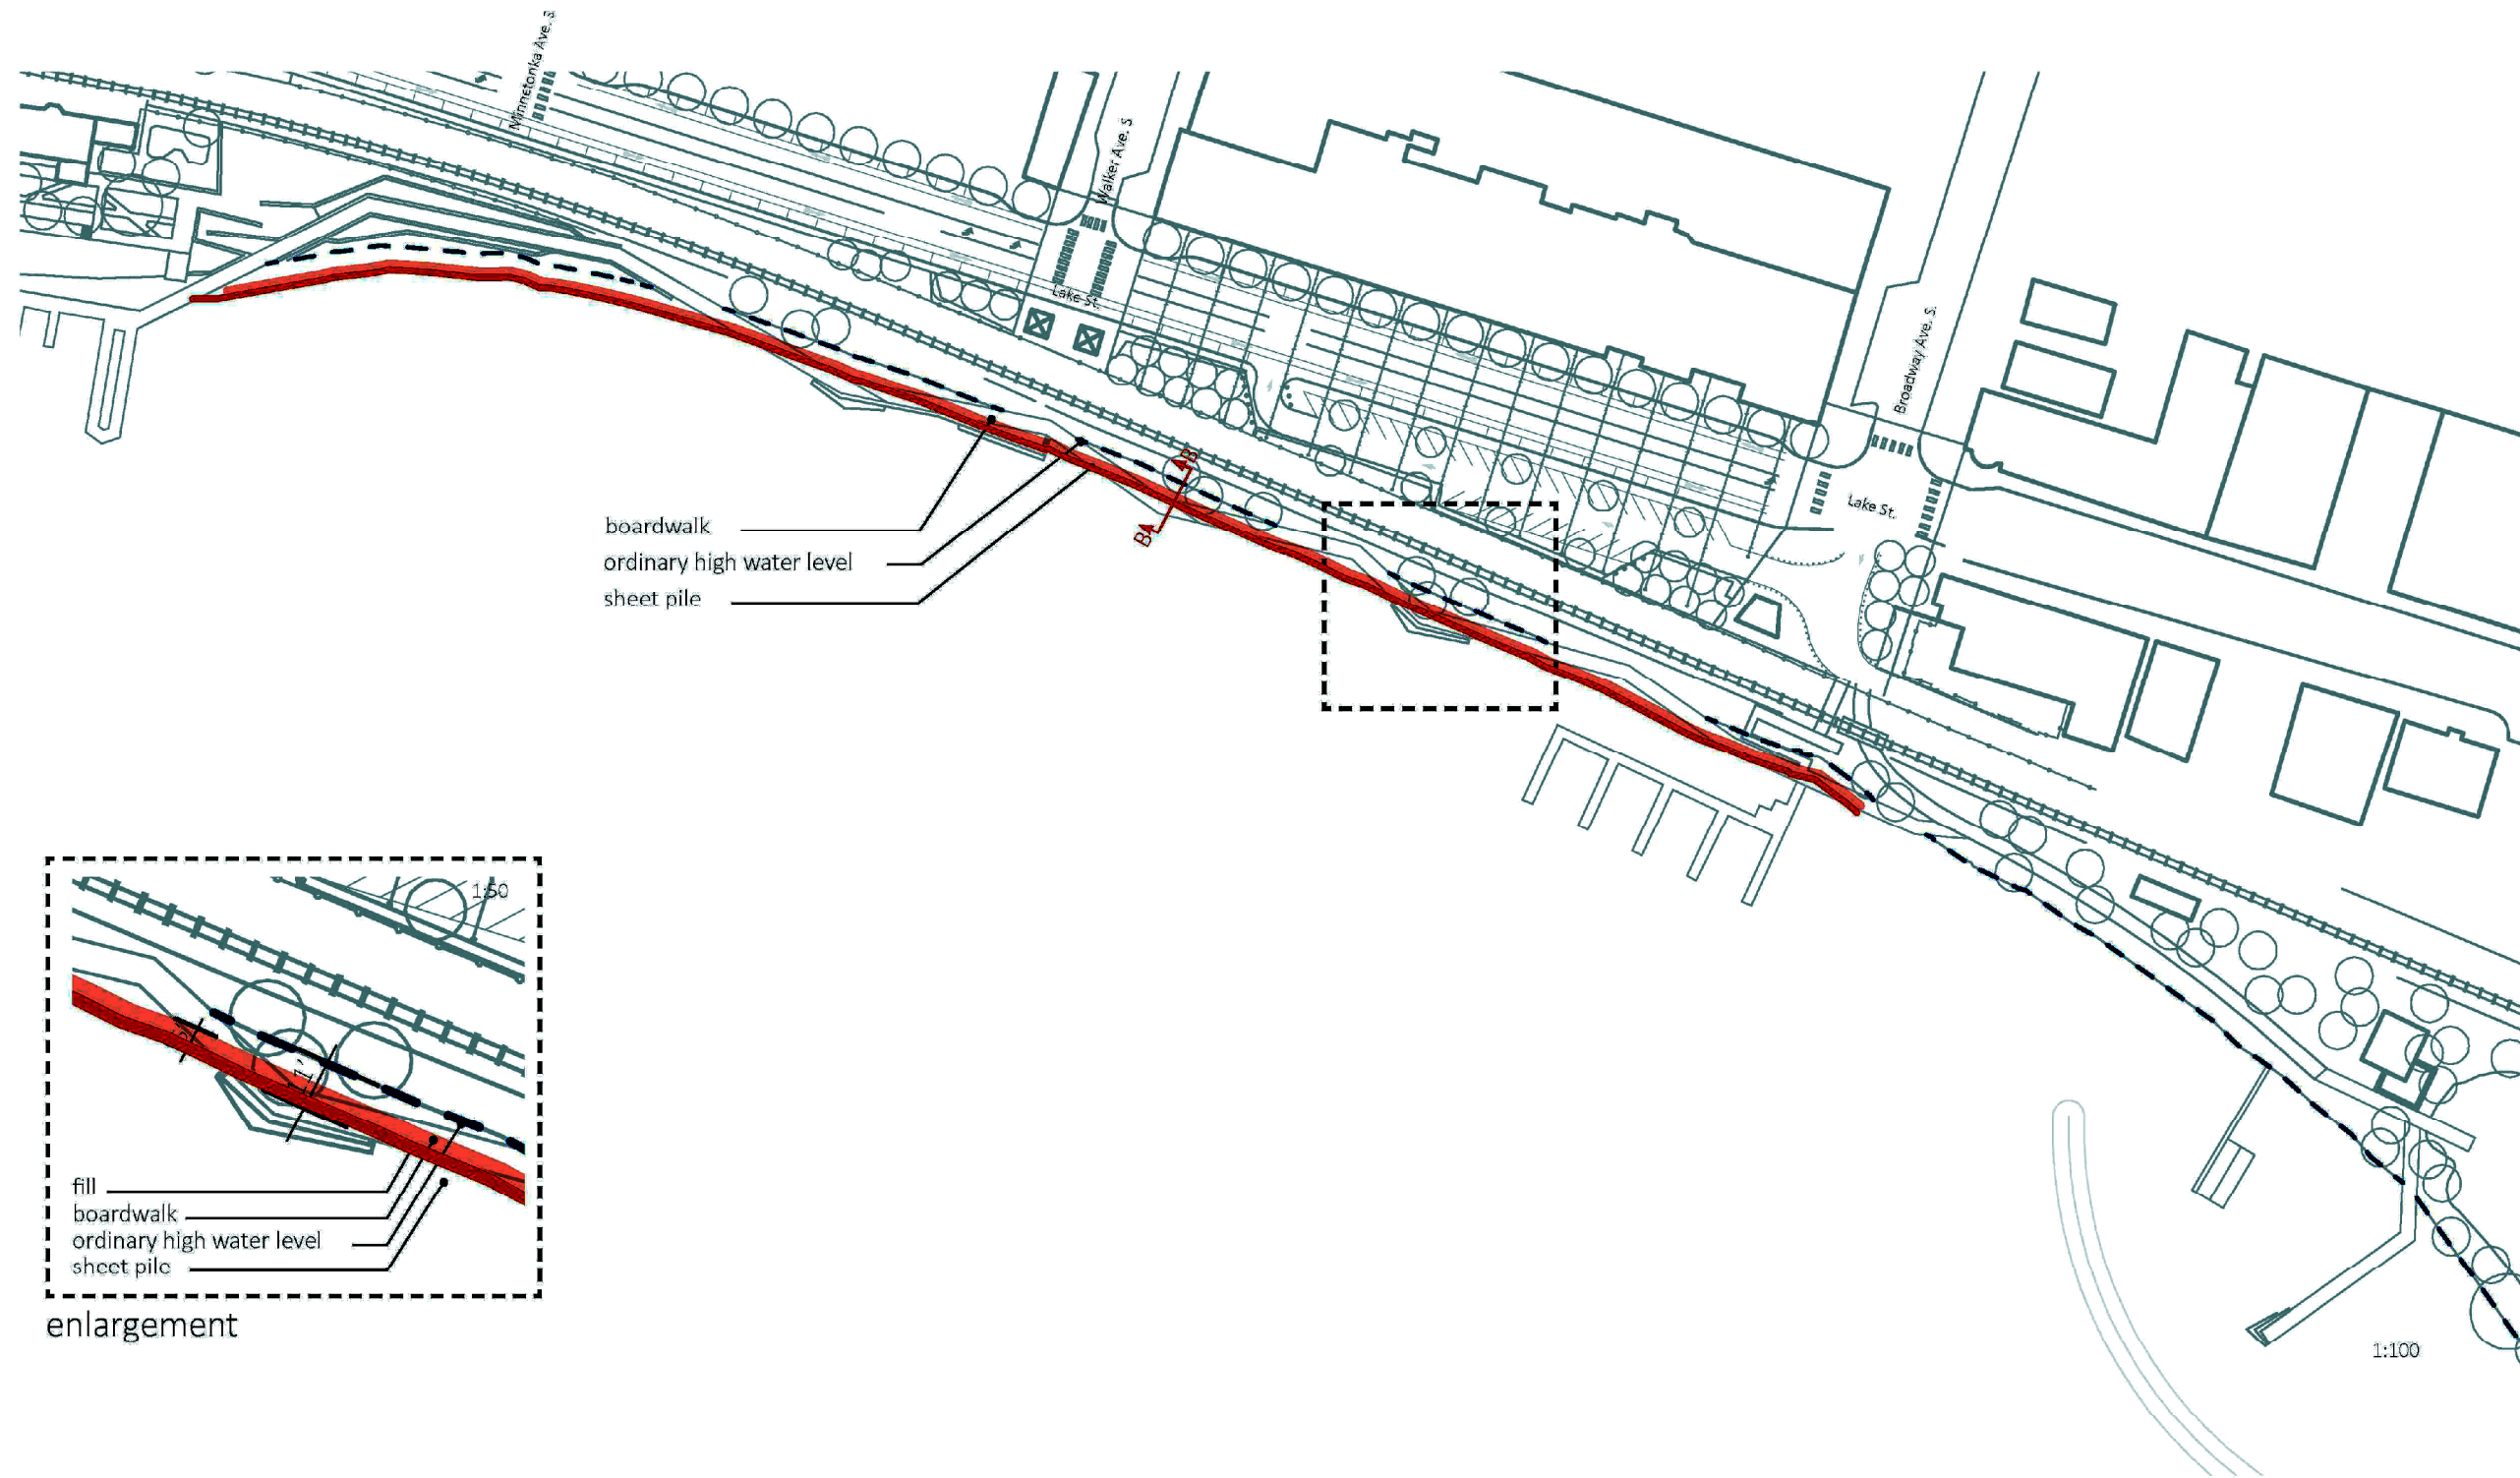 Minnetonka Ave. S
Walker Ave. S
Lake St.
Broadway Ave. S.
Lake St.
B
B
boardwalk
ordinary high water level
sheet pile
1:50
17'
fill
boardwalk
ordinary high water level
sheet pile
enlargement
1:100